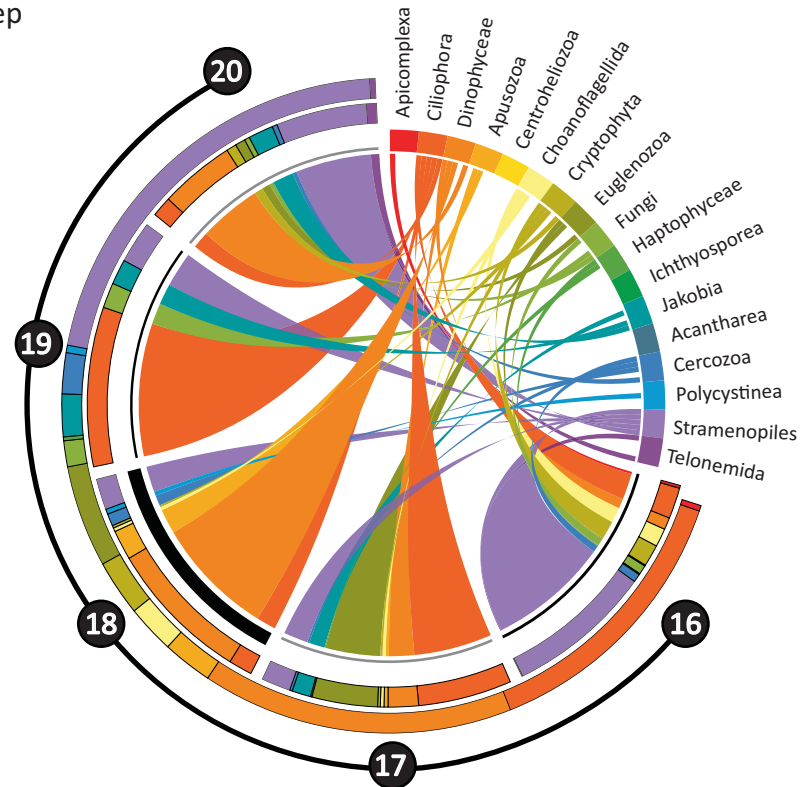 ep
20
Apicomplexa
Ciliophora
Dinophyceae
Apusozoa
Centroheliozoa
Choanoflagellida
Cryptophyta
Euglenozoa
Fungi
Haptophyceae
Ichthyosporea
Jakobia
Acantharea
Cercozoa
Polycystinea
Stramenopiles
Telonemida
19
18
16
17